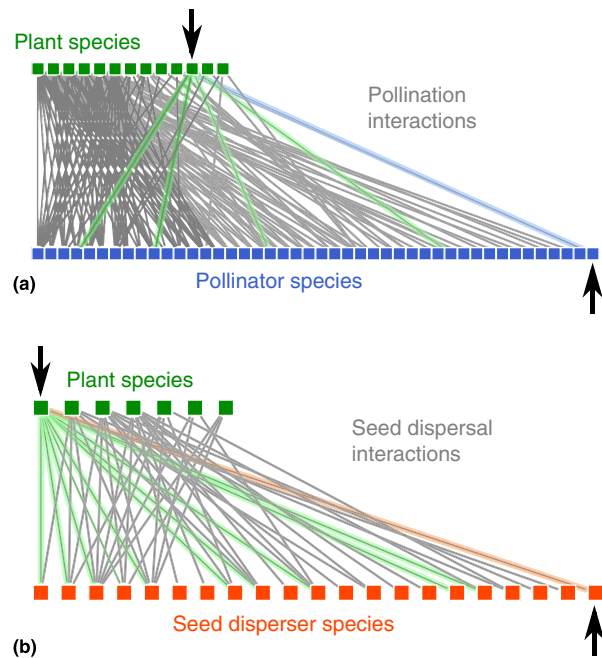 Plant species
Pollination
interactions
Pollinator species
(a)
Plant species
Seed dispersal
interactions
Seed disperser species
(b)